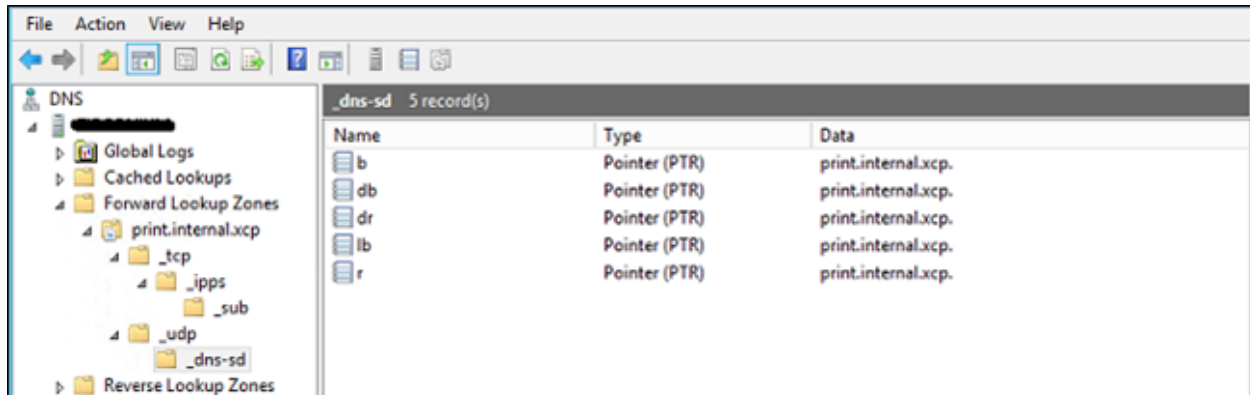 File Action View Help
DNS
Global Logs
Cached Lookups
Forward Lookup Zones
print.internal.xcp
_tcp
_ipps
_sub
_udp
_dns-sd
Reverse Lookup Zones
_dns-sd 5 record(s)
Name Type Data
b Pointer (PTR) print.internal.xcp.
db Pointer (PTR) print.internal.xcp.
dr Pointer (PTR) print.internal.xcp.
lb Pointer (PTR) print.internal.xcp.
r Pointer (PTR) print.internal.xcp.